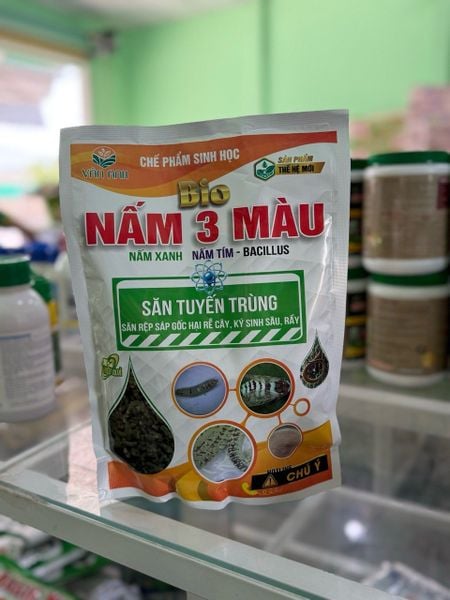 CHẾ PHẨM SINH HỌC
SẢN PHẨM
THẾ HỆ MỚI
Bio
NẤM 3 MÀU
NẤM XANH NẤM TÍM - BACILLUS
SĂN TUYẾN TRÙNG
SĂN RỆP SÁP GỐC HẠI RỄ CÂY, KÝ SINH SÂU, RẦY
CHÚ Ý